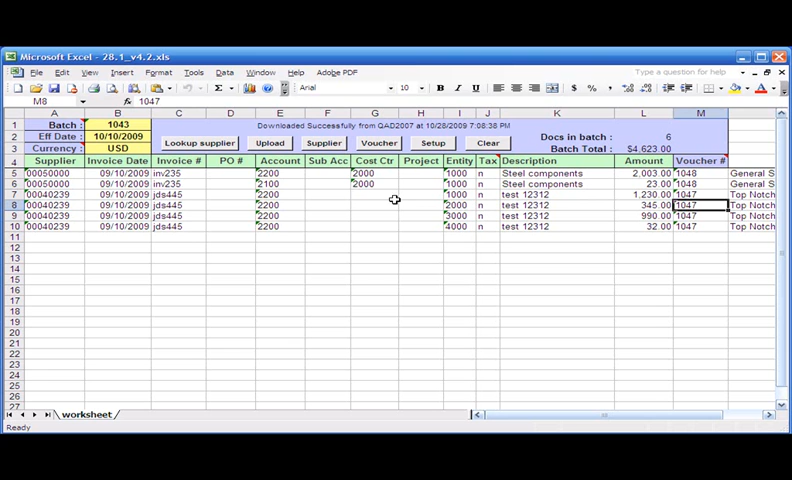 Microsoft Excel - 28.1_v4.2.xls
File Edit View Insert Format Tools Data Window Help Adobe PDF
Type a question for help
Arial 10 B I U
M8 fx 1047
A B C D E F G H I J K L M
1 Batch : 1043 Downloaded Successfully from QAD2007 at 10/28/2009 7:08:38 PM
2 Eff Date : 10/10/2009 Lookup supplier Upload Supplier Voucher Setup Clear Docs in batch : 6
3 Currency : USD Batch Total : $4,623.00
4 Supplier Invoice Date Invoice # PO # Account Sub Acc Cost Ctr Project Entity Tax Description Amount Voucher #
5 00050000 09/10/2009 inv235 2200 2000 1000 n Steel components 2,003.00 1048 General S
6 00050000 09/10/2009 inv235 2100 2000 1000 n Steel components 23.00 1048 General S
7 00040239 09/10/2009 jds445 2200 1000 n test 12312 1,230.00 1047 Top Notch
8 00040239 09/10/2009 jds445 2200 2000 n test 12312 345.00 1047 Top Notch
9 00040239 09/10/2009 jds445 2200 3000 n test 12312 990.00 1047 Top Notch
10 00040239 09/10/2009 jds445 2200 4000 n test 12312 32.00 1047 Top Notch
11
12
13
14
15
16
17
18
19
20
21
22
23
24
25
26
27
worksheet
Ready